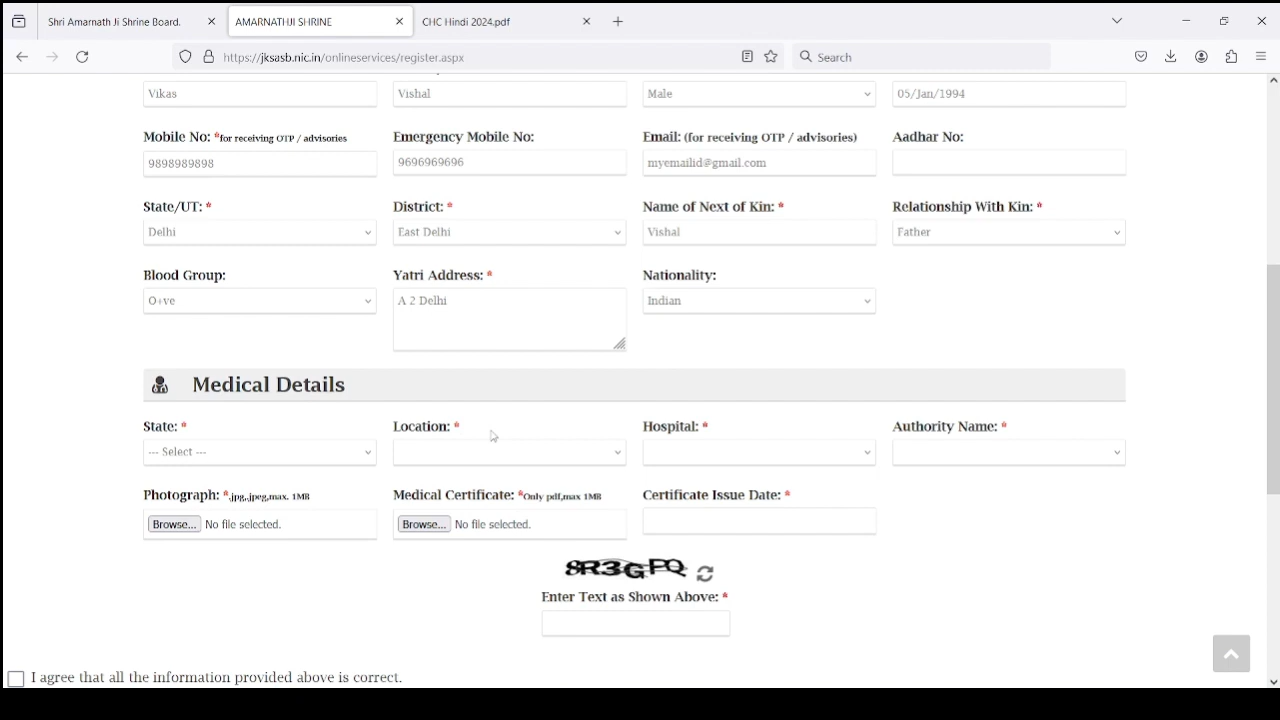 Shri Amarnath Ji Shrine Board.
AMARNATHJI SHRINE
CHC Hindi 2024.pdf
https://jksasb.nic.in/onlineservices/register.aspx
Search
Vikas
Vishal
Male
05/Jan/1994
Mobile No: *for receiving OTP / advisories
Emergency Mobile No:
Email: (for receiving OTP / advisories)
Aadhar No:
9898989898
9696969696
myemailid@gmail.com
State/UT: *
District: *
Name of Next of Kin: *
Relationship With Kin: *
Delhi
East Delhi
Vishal
Father
Blood Group:
Yatri Address: *
Nationality:
O+ve
A 2 Delhi
Indian
Medical Details
State: *
Location: *
Hospital: *
Authority Name: *
--- Select ---
Photograph: *.jpg,.jpeg,max. 1MB
Medical Certificate: *Only pdf,max 1MB
Certificate Issue Date: *
Browse... No file selected.
Browse... No file selected.
8R3GPQ
Enter Text as Shown Above: *
I agree that all the information provided above is correct.